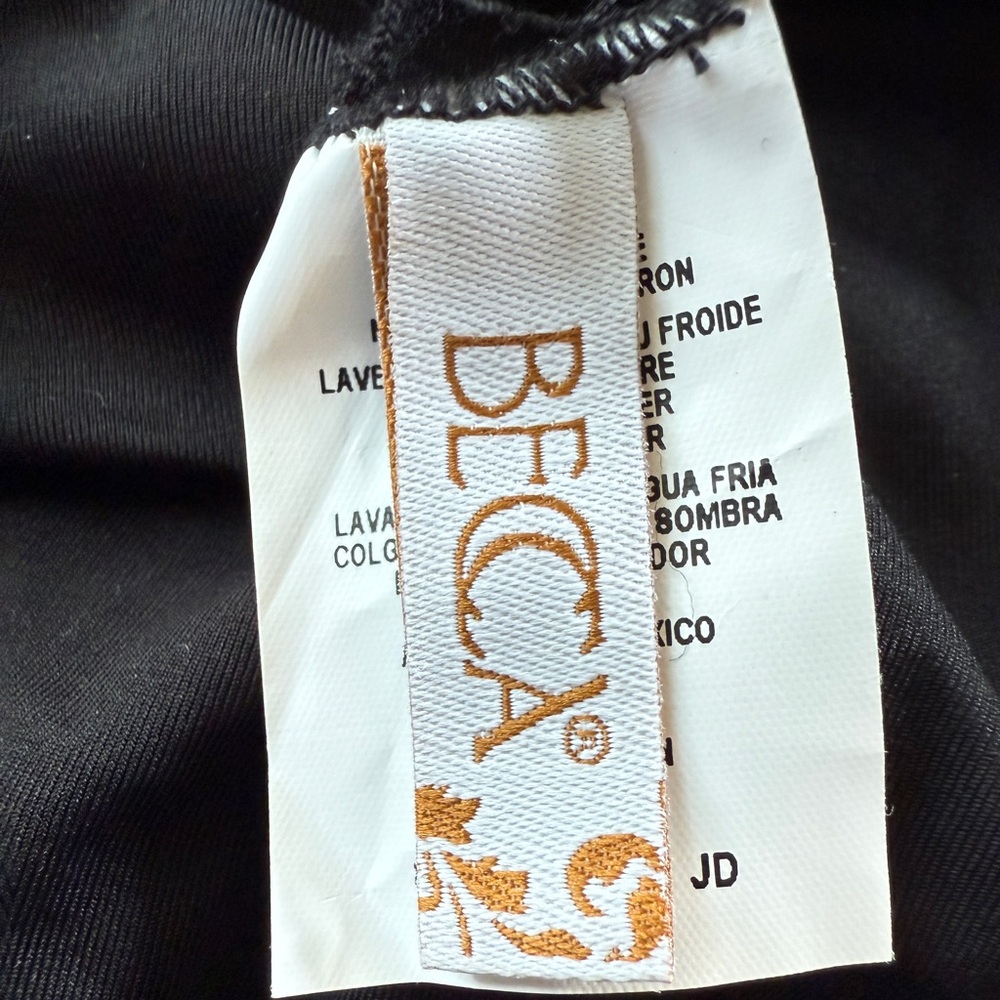 BECCA®
RON
FROIDE
LAVE
RE
ER
R
GUA FRIA
LAVA SOMBRA
COLG DOR
XICO
JD